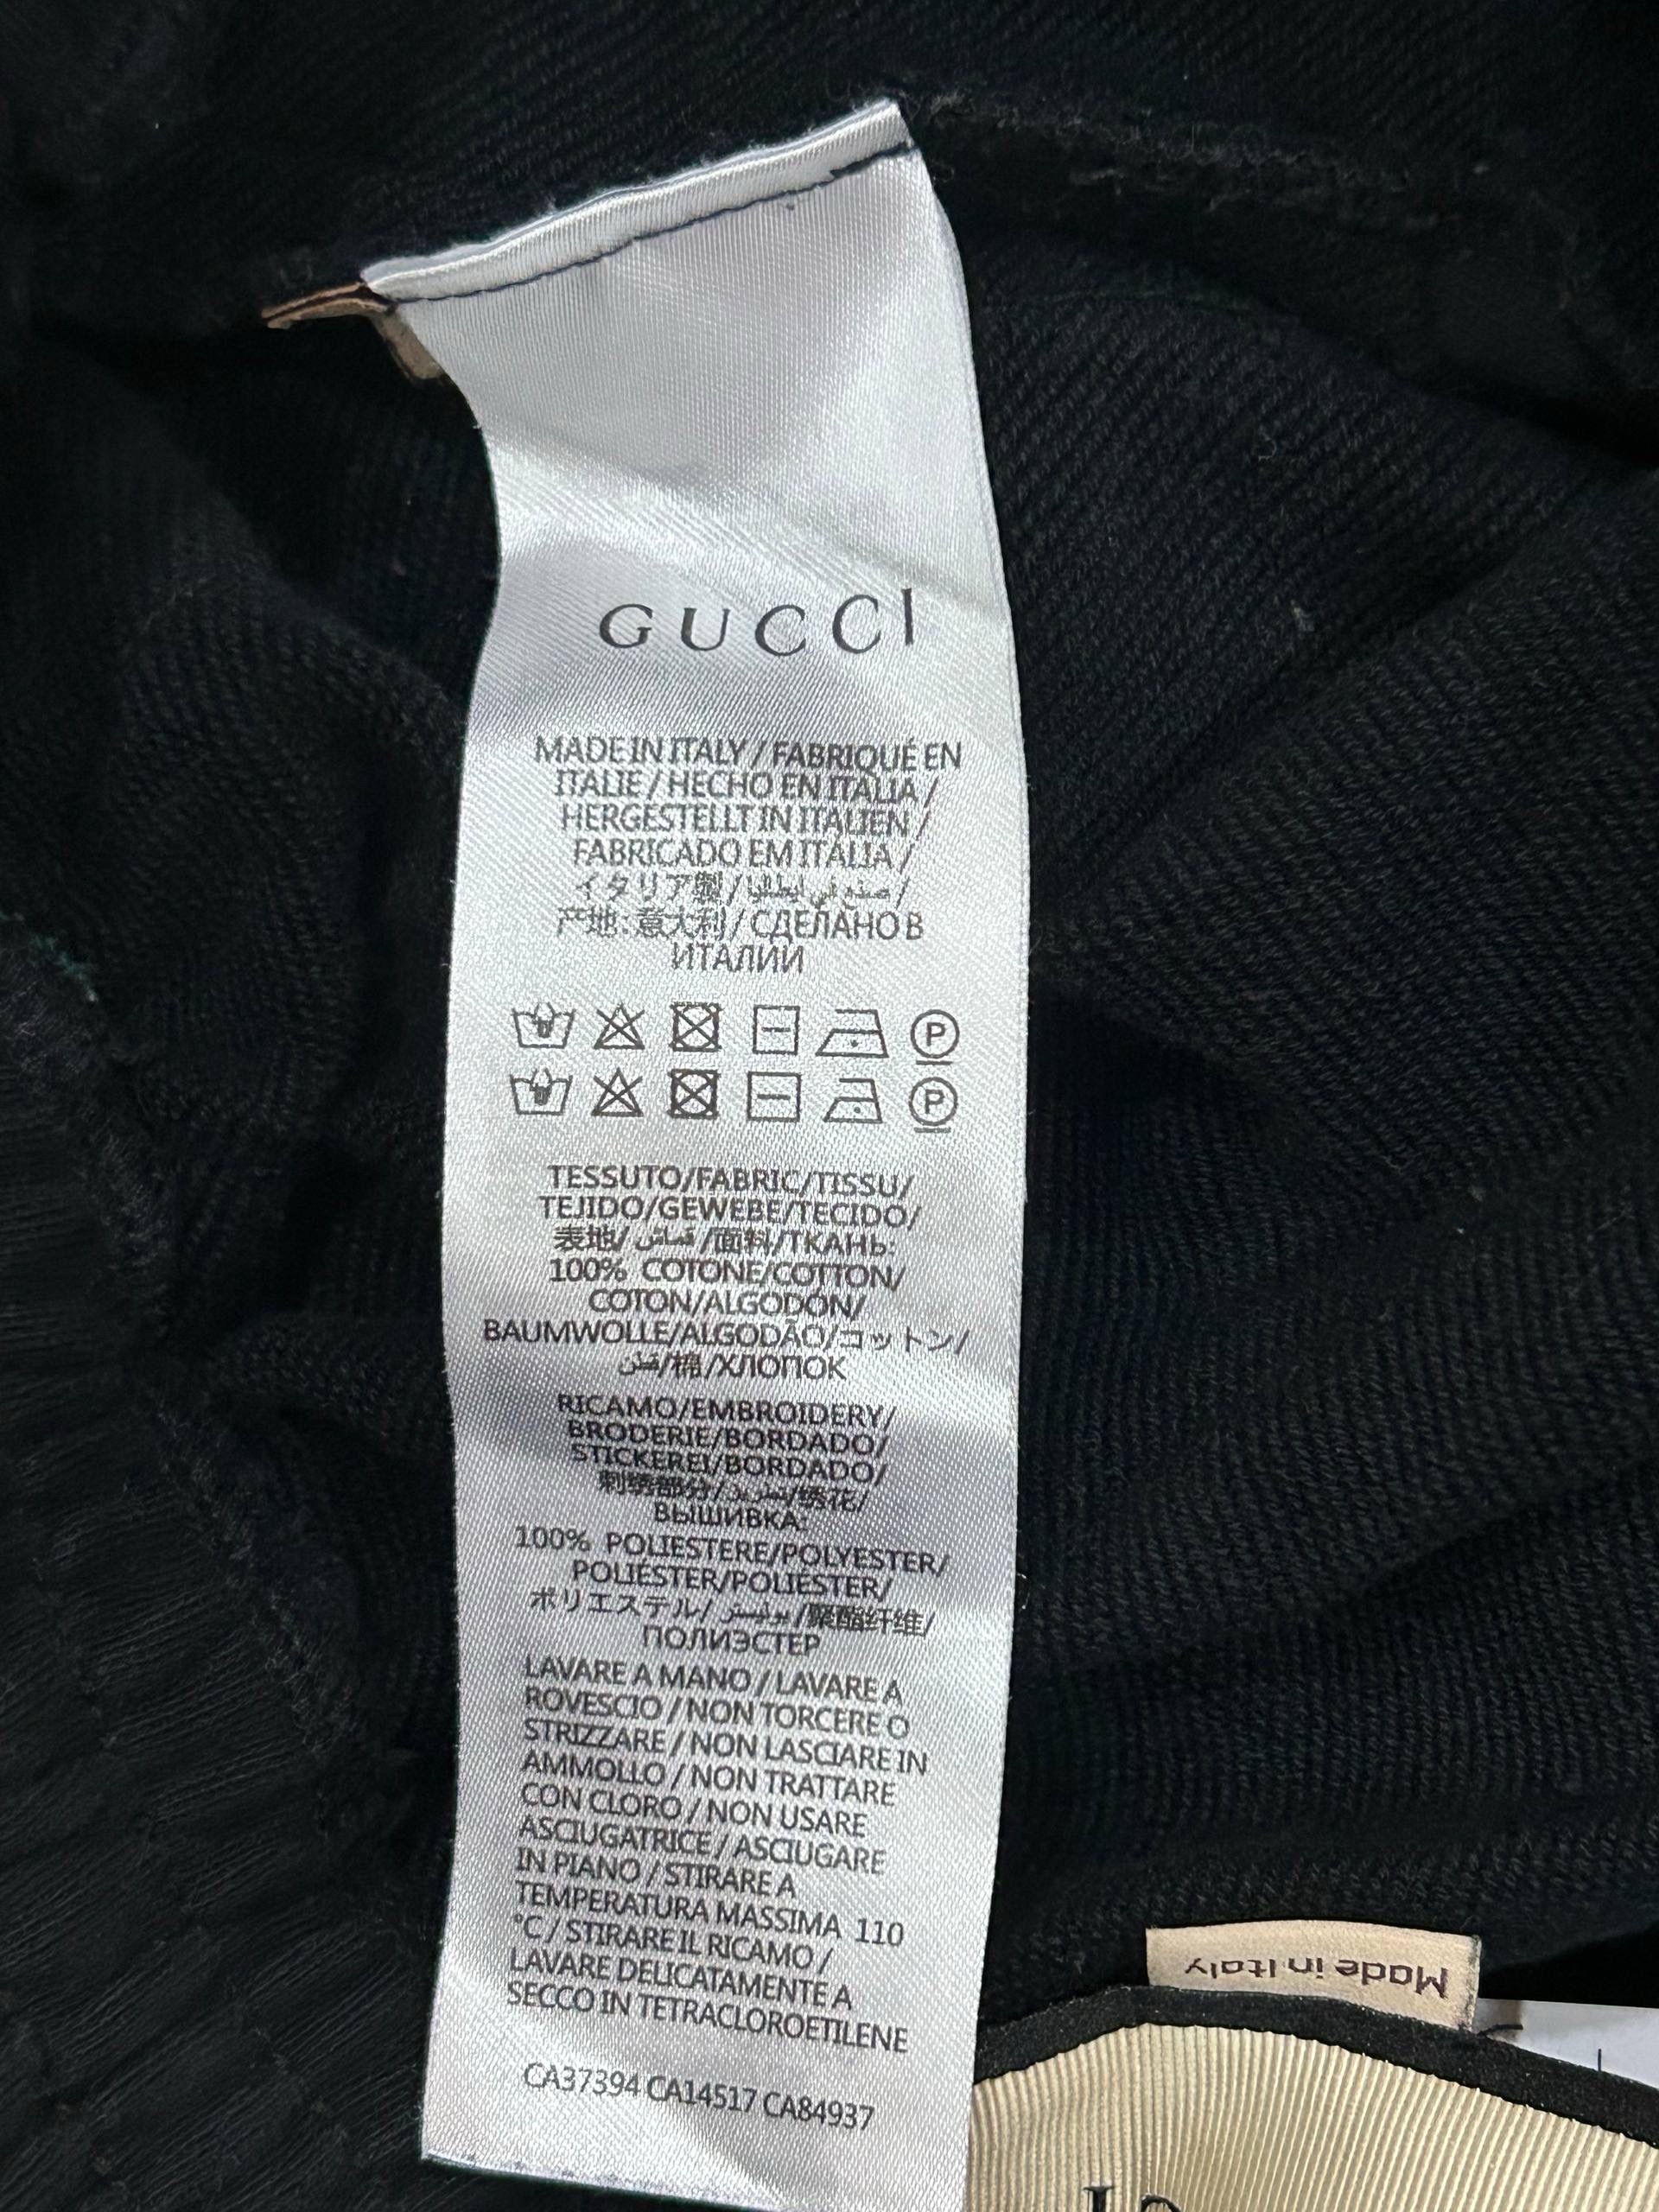 GUCCI
MADE IN ITALY / FABRIQUÉ EN
ITALIE / HECHO EN ITALIA /
HERGESTELLT IN ITALIEN /
FABRICADO EM ITÁLIA /
イタリア製 / صنع في إيطاليا /
产地: 意大利 / СДЕЛАНО В
ИТАЛИИ
P
P
TESSUTO/FABRIC/TISSU/
TEJIDO/GEWEBE/TECIDO/
表地/ قماش /面料/ТКАНЬ:
100% COTONE/COTTON/
COTON/ALGODÓN/
BAUMWOLLE/ALGODÃO/コットン/
قطن/棉/ХЛОПОК
RICAMO/EMBROIDERY/
BRODERIE/BORDADO/
STICKEREI/BORDADO/
刺绣部分/تطريز/绣花/
ВЫШИВКА:
100% POLIESTERE/POLYESTER/
POLIESTER/POLIÉSTER/
ポリエステル/ بوليستر /聚酯纤维/
ПОЛИЭСТЕР
LAVARE A MANO / LAVARE A
ROVESCIO / NON TORCERE O
STRIZZARE / NON LASCIARE IN
AMMOLLO / NON TRATTARE
CON CLORO / NON USARE
ASCIUGATRICE / ASCIUGARE
IN PIANO / STIRARE A
TEMPERATURA MASSIMA 110
°C / STIRARE IL RICAMO /
LAVARE DELICATAMENTE A
SECCO IN TETRACLOROETILENE
CA37394 CA14517 CA84937
Made in Italy